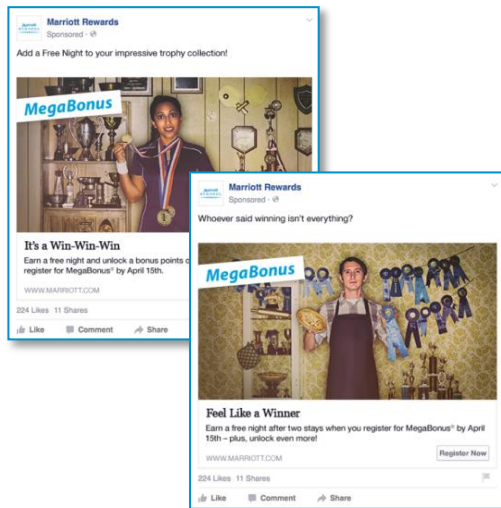 Marriott Rewards
Sponsored ·
Add a Free Night to your impressive trophy collection!
MegaBonus
It's a Win-Win-Win
Earn a free night and unlock a bonus points o
register for MegaBonus® by April 15th.
WWW.MARRIOTT.COM
224 Likes 11 Shares
Like Comment Share
Marriott
REWARDS
Marriott Rewards
Sponsored ·
Whoever said winning isn't everything?
MegaBonus
Feel Like a Winner
Earn a free night after two stays when you register for MegaBonus® by April
15th – plus, unlock even more!
WWW.MARRIOTT.COM
Register Now
224 Likes 11 Shares
Like Comment Share